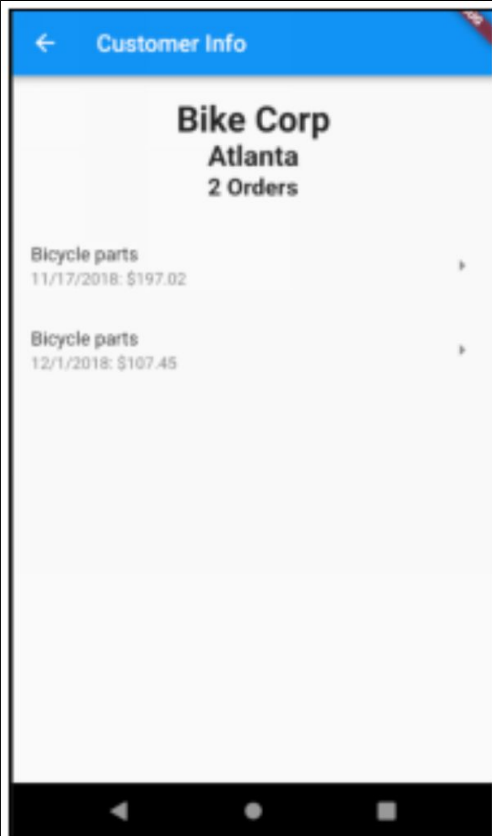 Customer Info
Bike Corp
Atlanta
2 Orders
Bicycle parts
11/17/2018: $197.02
Bicycle parts
12/1/2018: $107.45